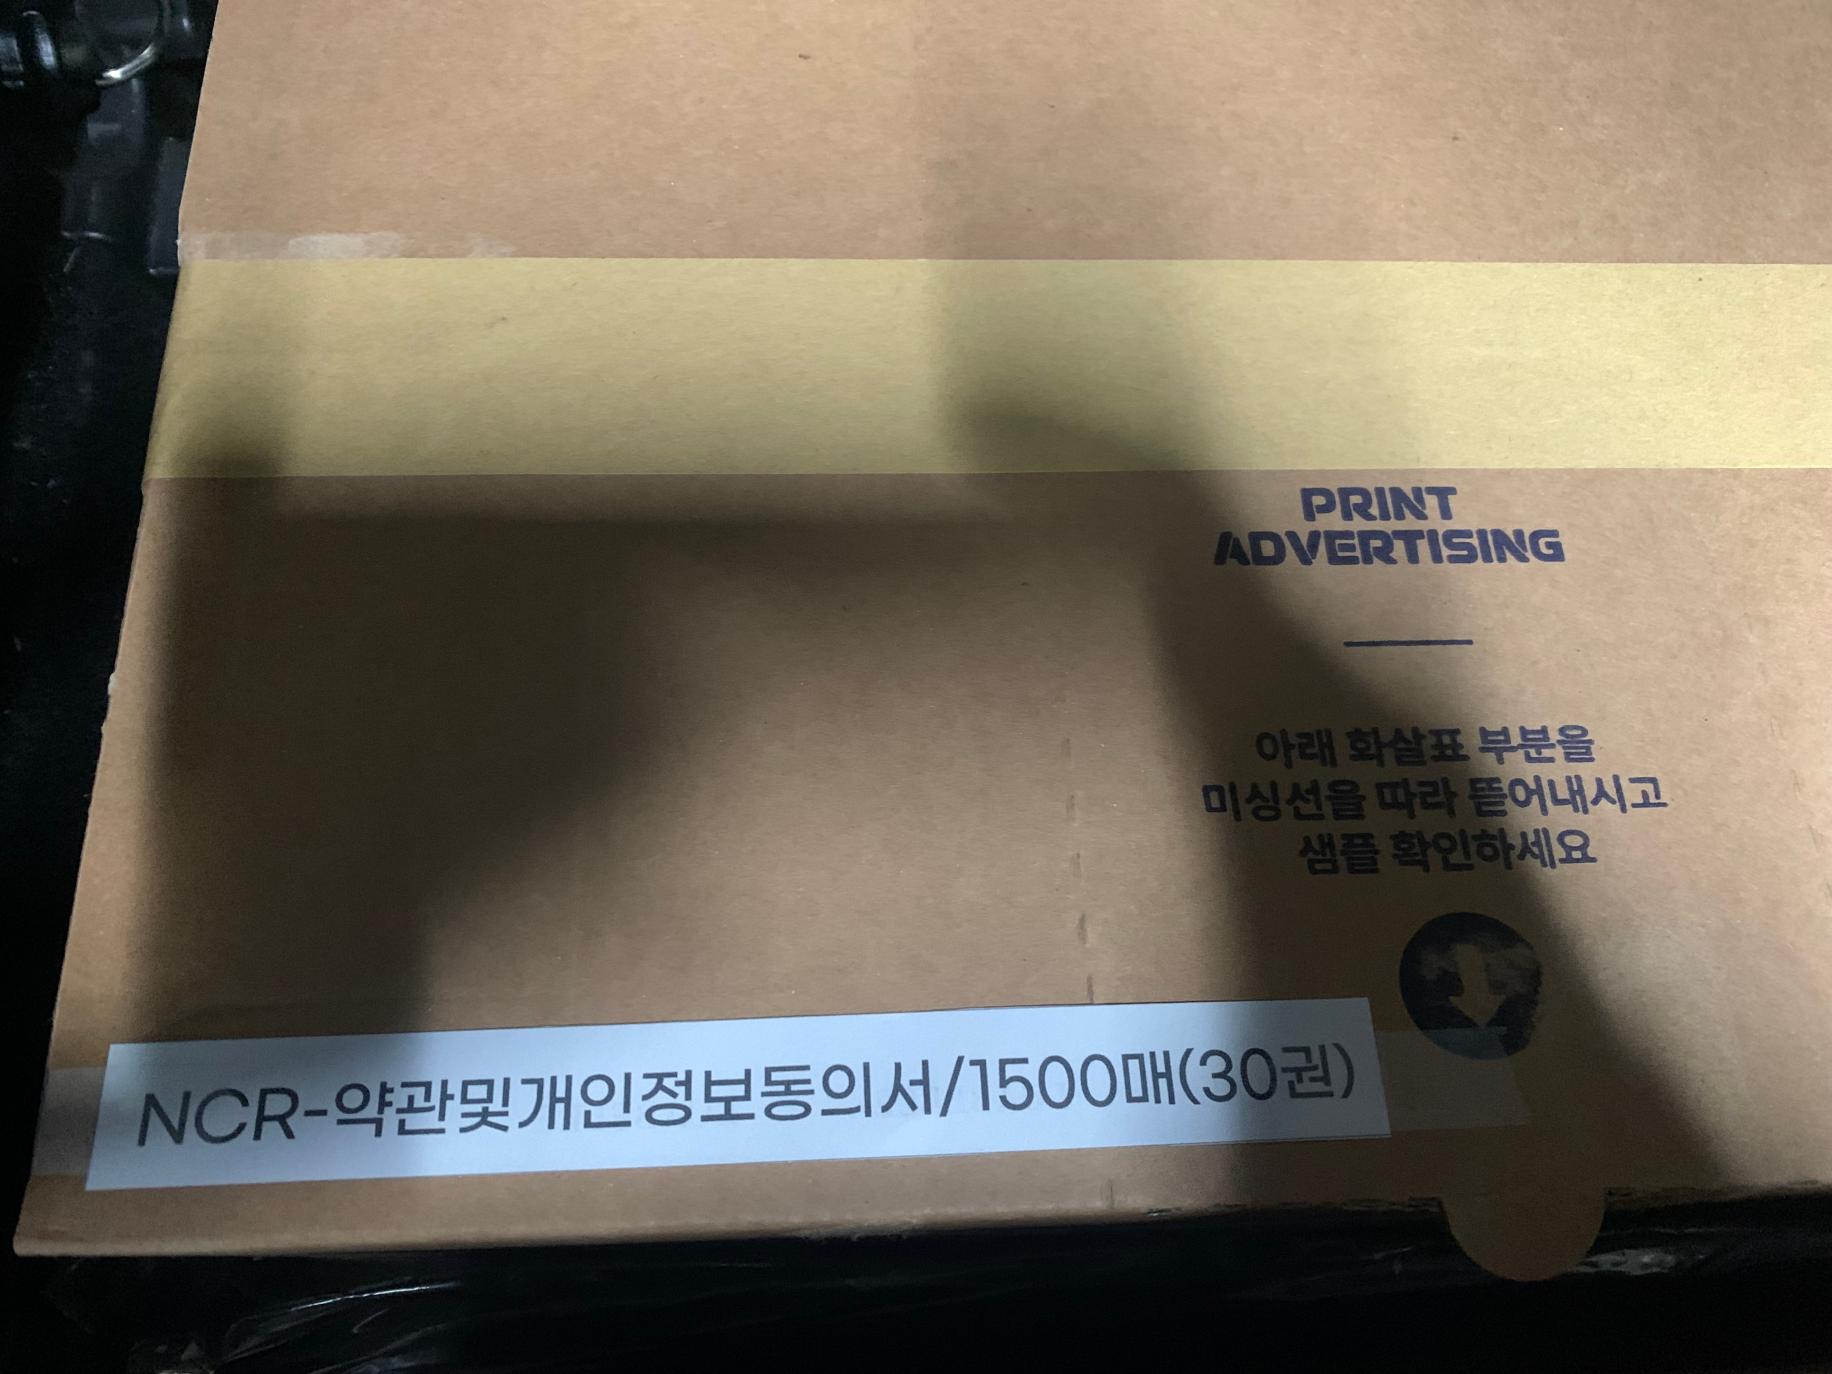 PRINT
ADVERTISING
아래 화살표 부분을
미싱선을 따라 뜯어내시고
샘플 확인하세요
NCR-약관및개인정보동의서/1500매(30권)